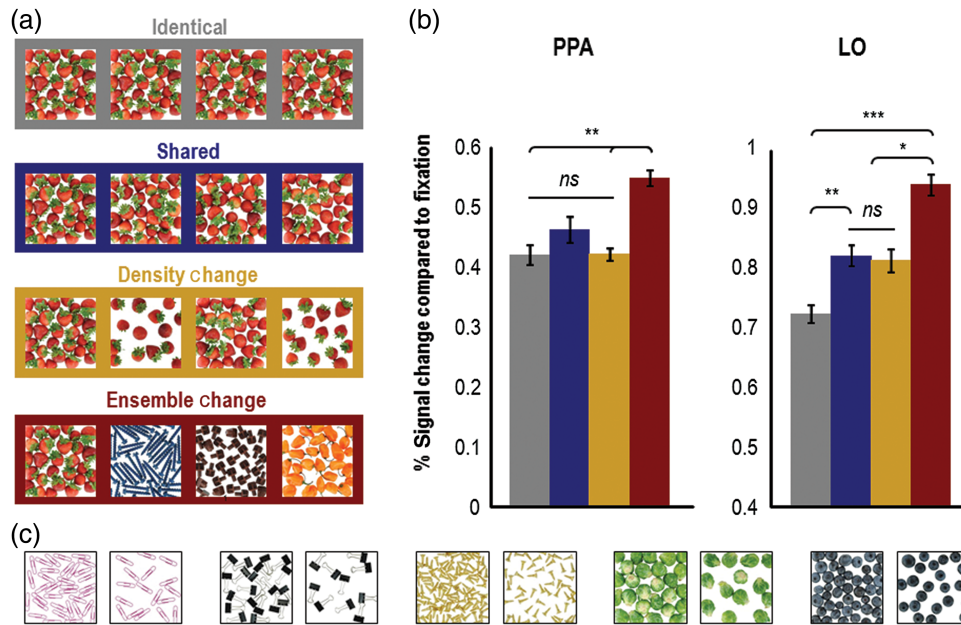 (a)
Identical
Shared
Density change
Ensemble change
(b)
PPA
LO
% Signal change compared to fixation
0.6
0.5
0.4
0.3
0.2
0.1
0
**
ns
1
0.9
0.8
0.7
0.6
0.5
0.4
***
*
**
ns
(c)